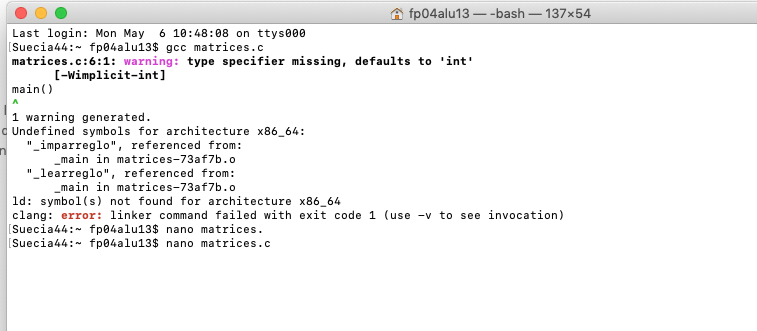 fp04alu13 — -bash — 137×54
Last login: Mon May  6 10:48:08 on ttys000
[Suecia44:~ fp04alu13$ gcc matrices.c
matrices.c:6:1: warning: type specifier missing, defaults to 'int'
      [-Wimplicit-int]
main()
^
1 warning generated.
Undefined symbols for architecture x86_64:
  "_imparreglo", referenced from:
      _main in matrices-73af7b.o
  "_learreglo", referenced from:
      _main in matrices-73af7b.o
ld: symbol(s) not found for architecture x86_64
clang: error: linker command failed with exit code 1 (use -v to see invocation)
[Suecia44:~ fp04alu13$ nano matrices.
[Suecia44:~ fp04alu13$ nano matrices.c